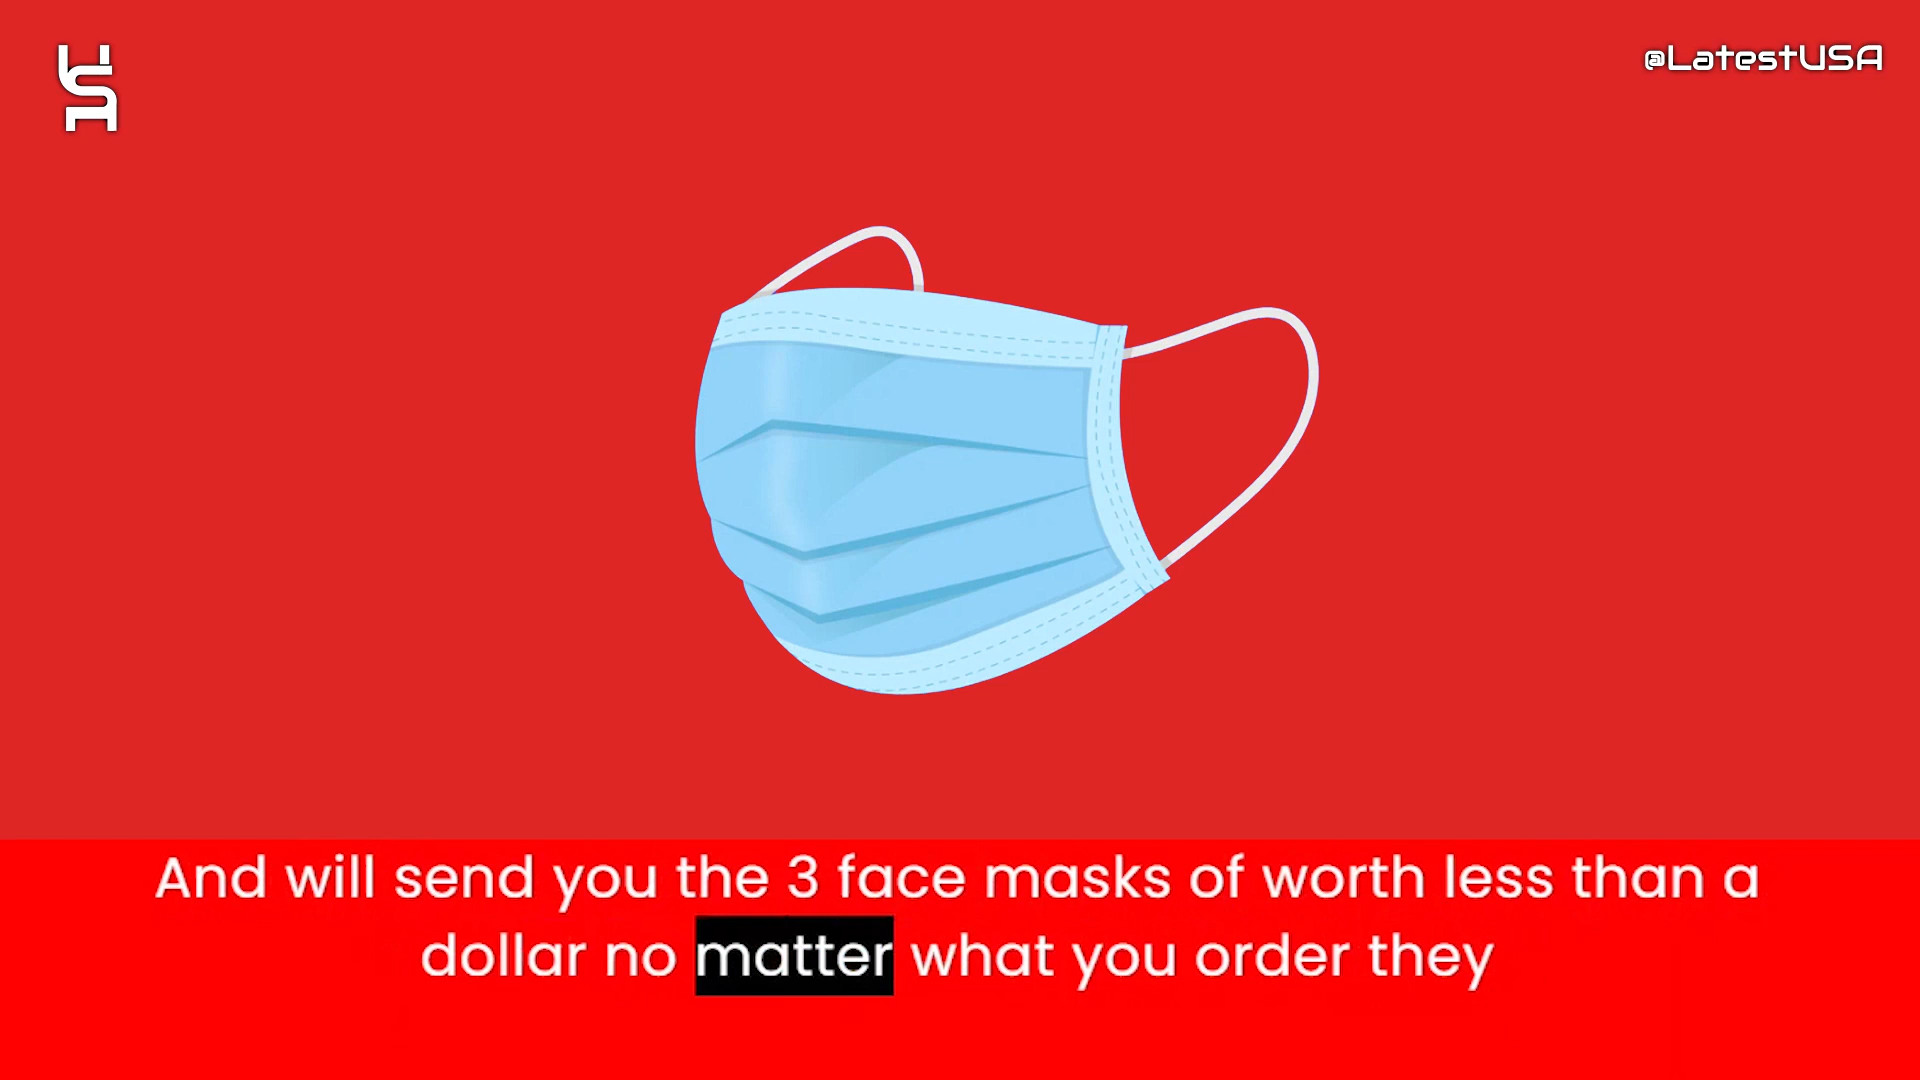 USA
@LatestUSA
And will send you the 3 face masks of worth less than a
dollar no matter what you order they